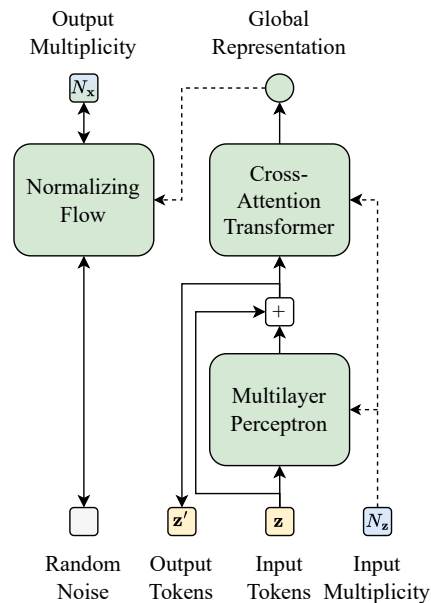 Output
Multiplicity
Global
Representation
Nₓ
Normalizing
Flow
Cross-
Attention
Transformer
+
Multilayer
Perceptron
z′
z
N_z
Random
Noise
Output
Tokens
Input
Tokens
Input
Multiplicity